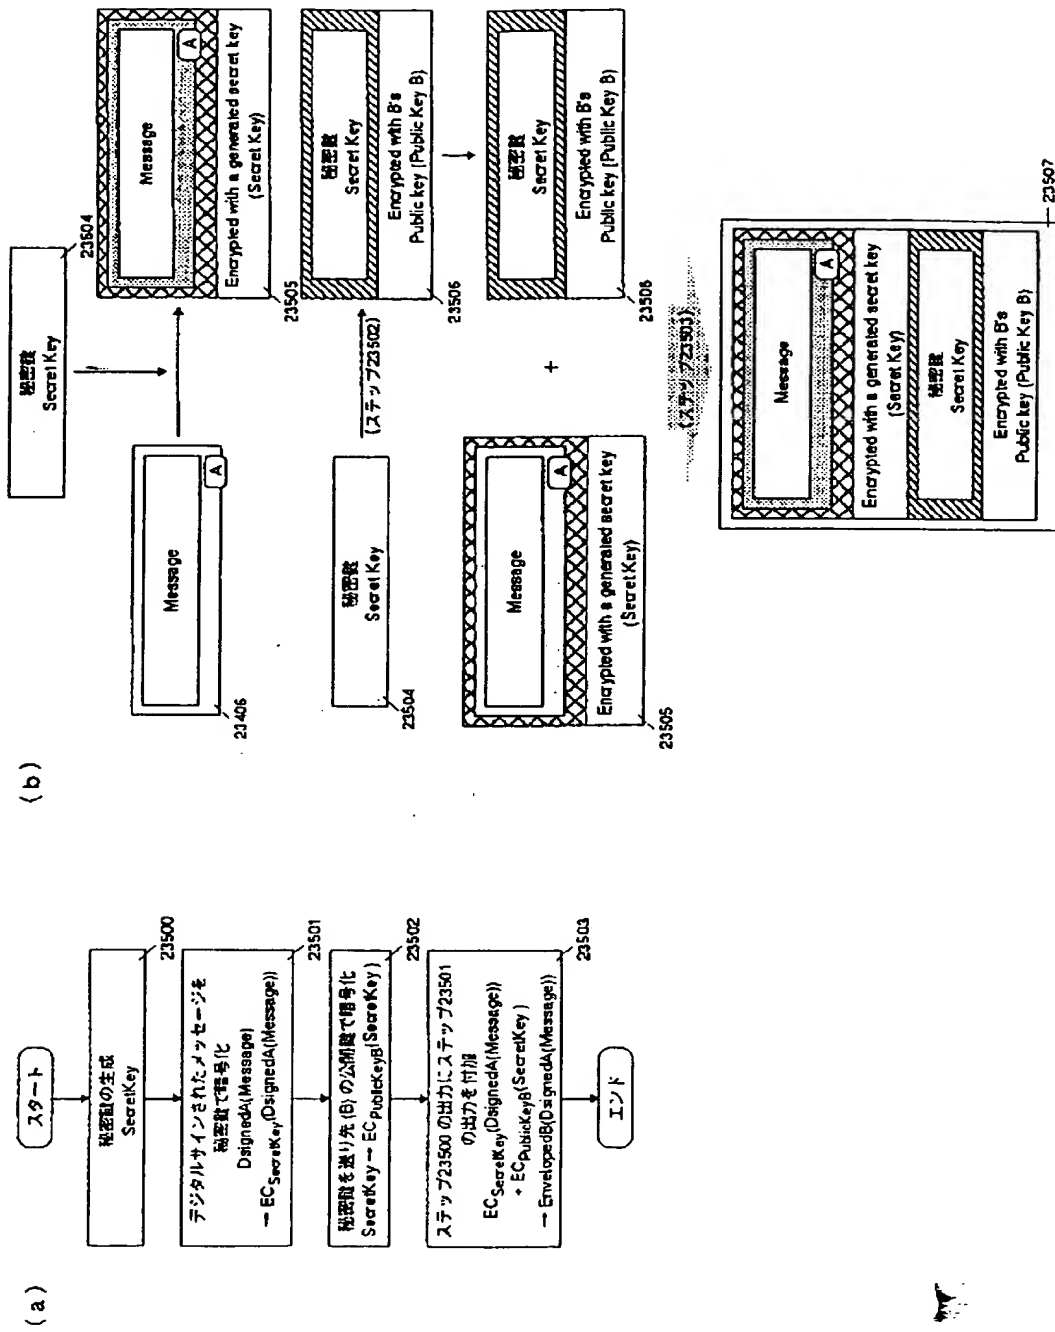 (a)
スタート
秘密鍵の生成
SecretKey
23500
デジタルサインされたメッセージを
秘密鍵で暗号化
DsignedA(Message)
→ ECSecretKey(DsignedA(Message))
23501
秘密鍵を送り先(B)の公開鍵で暗号化
SecretKey → ECPublicKeyB(SecretKey)
23502
ステップ23500の出力にステップ23501
の出力を付加
ECSecretKey(DsignedA(Message))
+ ECPublicKeyB(SecretKey)
→ EnvelopedB(DsignedA(Message))
23503
エンド
(b)
秘密鍵
Secret Key
23504
Message
A
23406
Message
A
Encrypted with a generated secret key
(Secret Key)
23505
秘密鍵
Secret Key
23504
(ステップ23502)
秘密鍵
Secret Key
Encrypted with B's
Public key (Public Key B)
23506
Message
A
Encrypted with a generated secret key
(Secret Key)
23505
+
秘密鍵
Secret Key
Encrypted with B's
Public key (Public Key B)
23506
(ステップ23503)
Message
A
Encrypted with a generated secret key
(Secret Key)
秘密鍵
Secret Key
Encrypted with B's
Public key (Public Key B)
23507